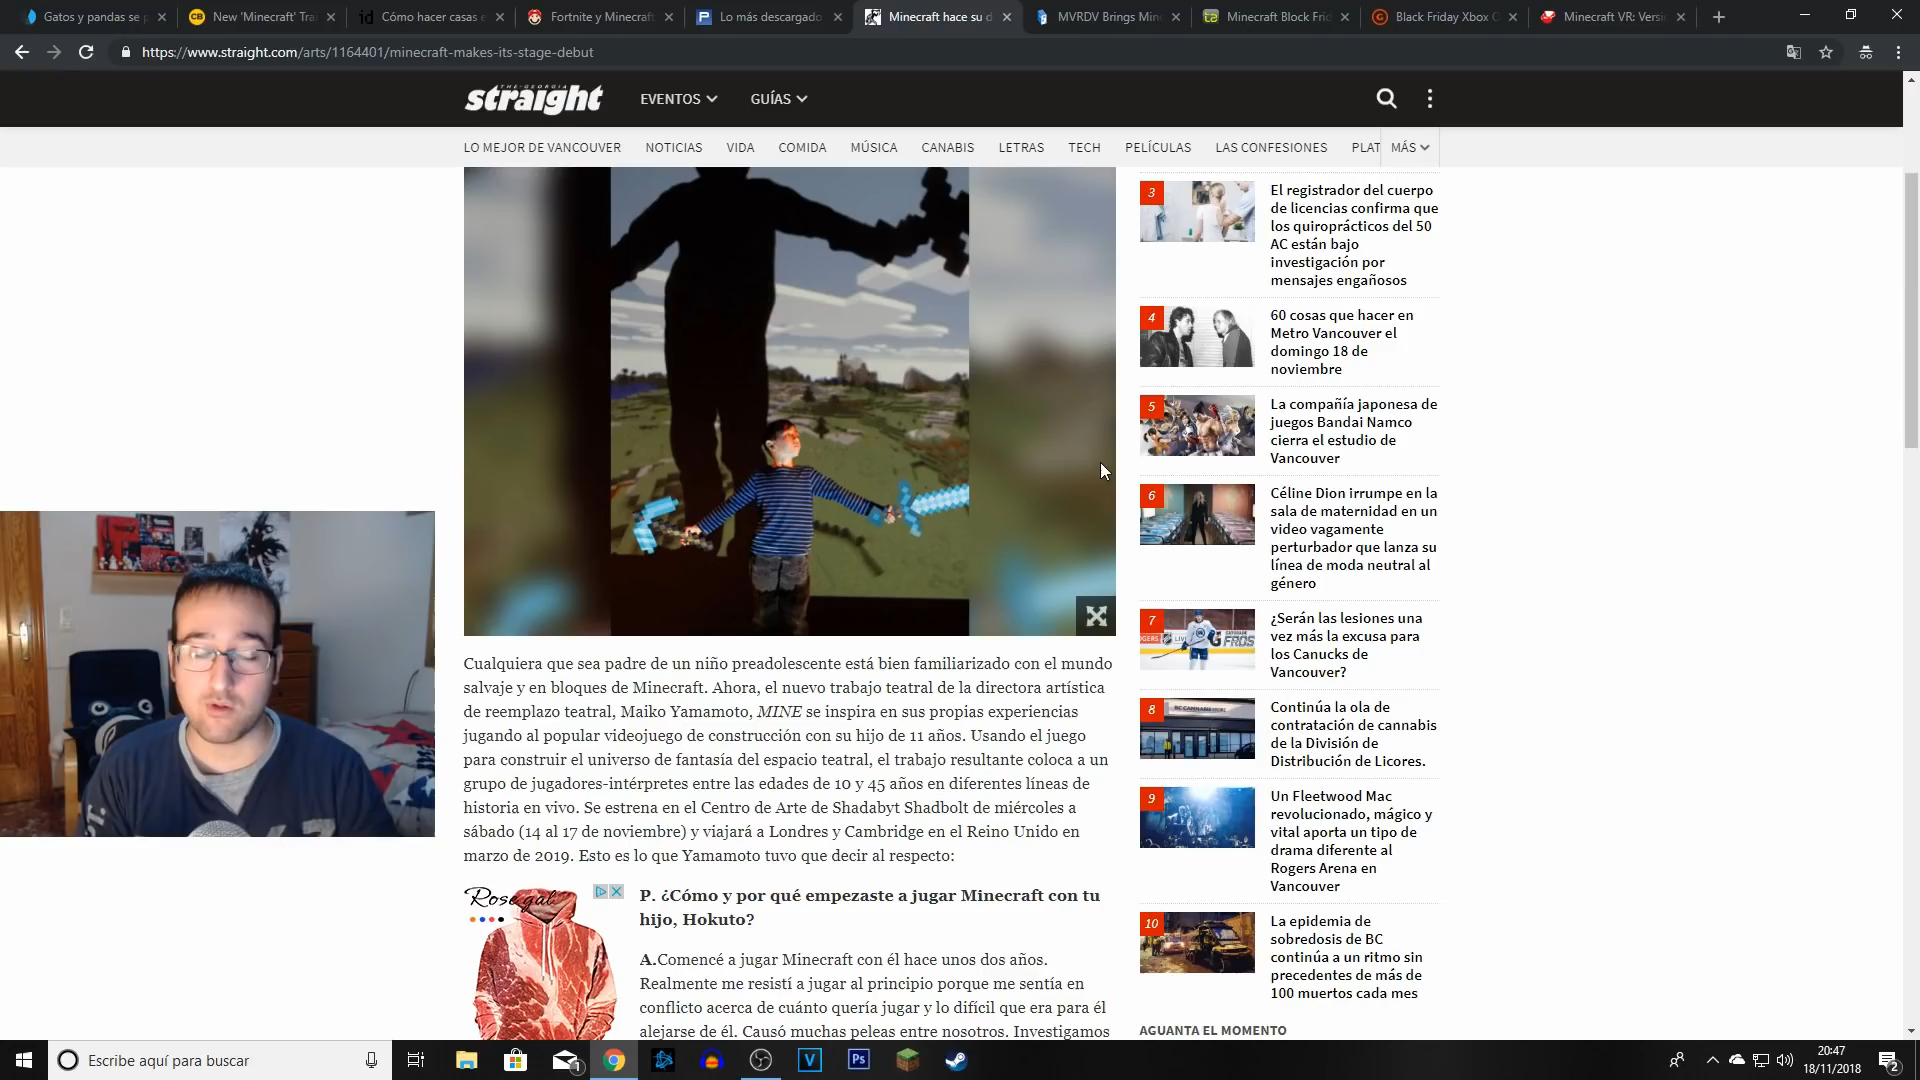 Gatos y pandas se p
New 'Minecraft' Trai
Cómo hacer casas e
Fortnite y Minecraft
Lo más descargado
Minecraft hace su d
MVRDV Brings Mine
Minecraft Block Frid
Black Friday Xbox O
Minecraft VR: Versi
https://www.straight.com/arts/1164401/minecraft-makes-its-stage-debut
THE GEORGIA
straight
EVENTOS
GUÍAS
LO MEJOR DE VANCOUVER
NOTICIAS
VIDA
COMIDA
MÚSICA
CANABIS
LETRAS
TECH
PELÍCULAS
LAS CONFESIONES
PLAT
MÁS
Cualquiera que sea padre de un niño preadolescente está bien familiarizado con el mundo
salvaje y en bloques de Minecraft. Ahora, el nuevo trabajo teatral de la directora artística
de reemplazo teatral, Maiko Yamamoto, MINE se inspira en sus propias experiencias
jugando al popular videojuego de construcción con su hijo de 11 años. Usando el juego
para construir el universo de fantasía del espacio teatral, el trabajo resultante coloca a un
grupo de jugadores-intérpretes entre las edades de 10 y 45 años en diferentes líneas de
historia en vivo. Se estrena en el Centro de Arte de Shadabyt Shadbolt de miércoles a
sábado (14 al 17 de noviembre) y viajará a Londres y Cambridge en el Reino Unido en
marzo de 2019. Esto es lo que Yamamoto tuvo que decir al respecto:
Rosegal
P. ¿Cómo y por qué empezaste a jugar Minecraft con tu
hijo, Hokuto?
A.Comencé a jugar Minecraft con él hace unos dos años.
Realmente me resistí a jugar al principio porque me sentía en
conflicto acerca de cuánto quería jugar y lo difícil que era para él
alejarse de él. Causó muchas peleas entre nosotros. Investigamos
3
El registrador del cuerpo
de licencias confirma que
los quiroprácticos del 50
AC están bajo
investigación por
mensajes engañosos
4
60 cosas que hacer en
Metro Vancouver el
domingo 18 de
noviembre
5
La compañía japonesa de
juegos Bandai Namco
cierra el estudio de
Vancouver
6
Céline Dion irrumpe en la
sala de maternidad en un
video vagamente
perturbador que lanza su
línea de moda neutral al
género
7
¿Serán las lesiones una
vez más la excusa para
los Canucks de
Vancouver?
8
Continúa la ola de
contratación de cannabis
de la División de
Distribución de Licores.
9
Un Fleetwood Mac
revolucionado, mágico y
vital aporta un tipo de
drama diferente al
Rogers Arena en
Vancouver
10
La epidemia de
sobredosis de BC
continúa a un ritmo sin
precedentes de más de
100 muertos cada mes
AGUANTA EL MOMENTO
Escribe aquí para buscar
20:47
18/11/2018